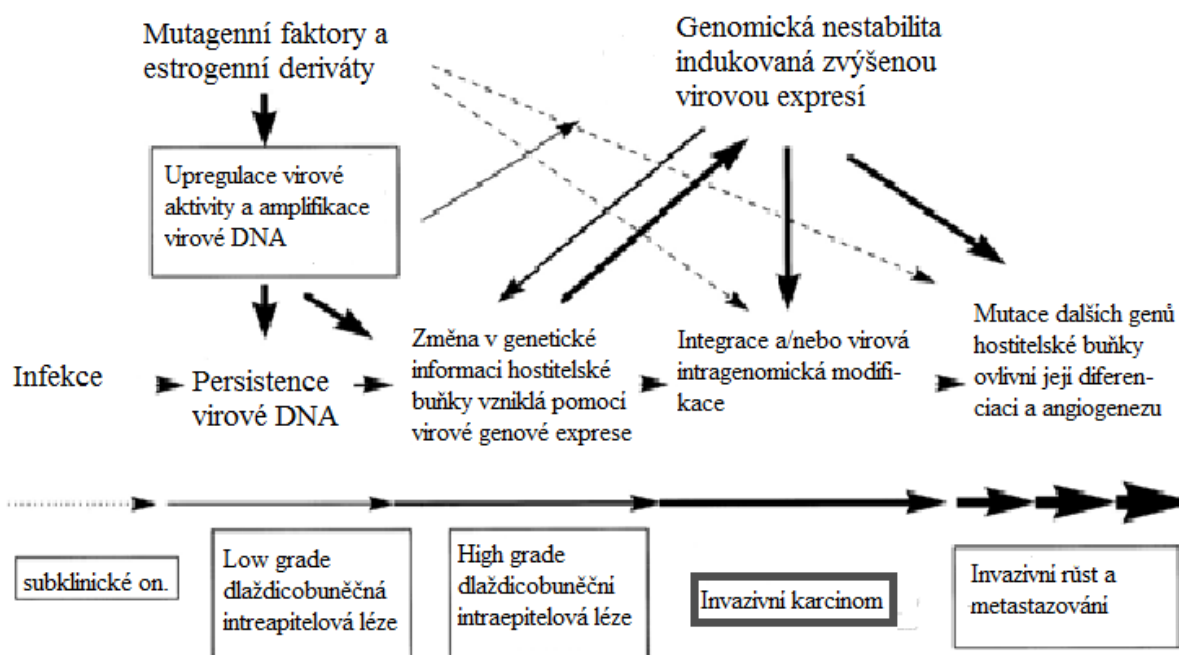 Mutagenní faktory a
estrogenní deriváty
Genomická nestabilita
indukovaná zvýšenou
virovou expresí
Upregulace virové
aktivity a amplifikace
virové DNA
Infekce
Persistence
virové DNA
Změna v genetické
informaci hostitelské
buňky vzniklá pomocí
virové genové exprese
Integrace a/nebo virová
intragenomická modifi-
kace
Mutace dalších genů
hostitelské buňky
ovlivní její diferen-
ciaci a angiogenezu
subklinické on.
Low grade
dlaždicobuněčná
intreapitelová léze
High grade
dlaždicobuněční
intraepitelová léze
Invazivní karcinom
Invazivní růst a
metastazování